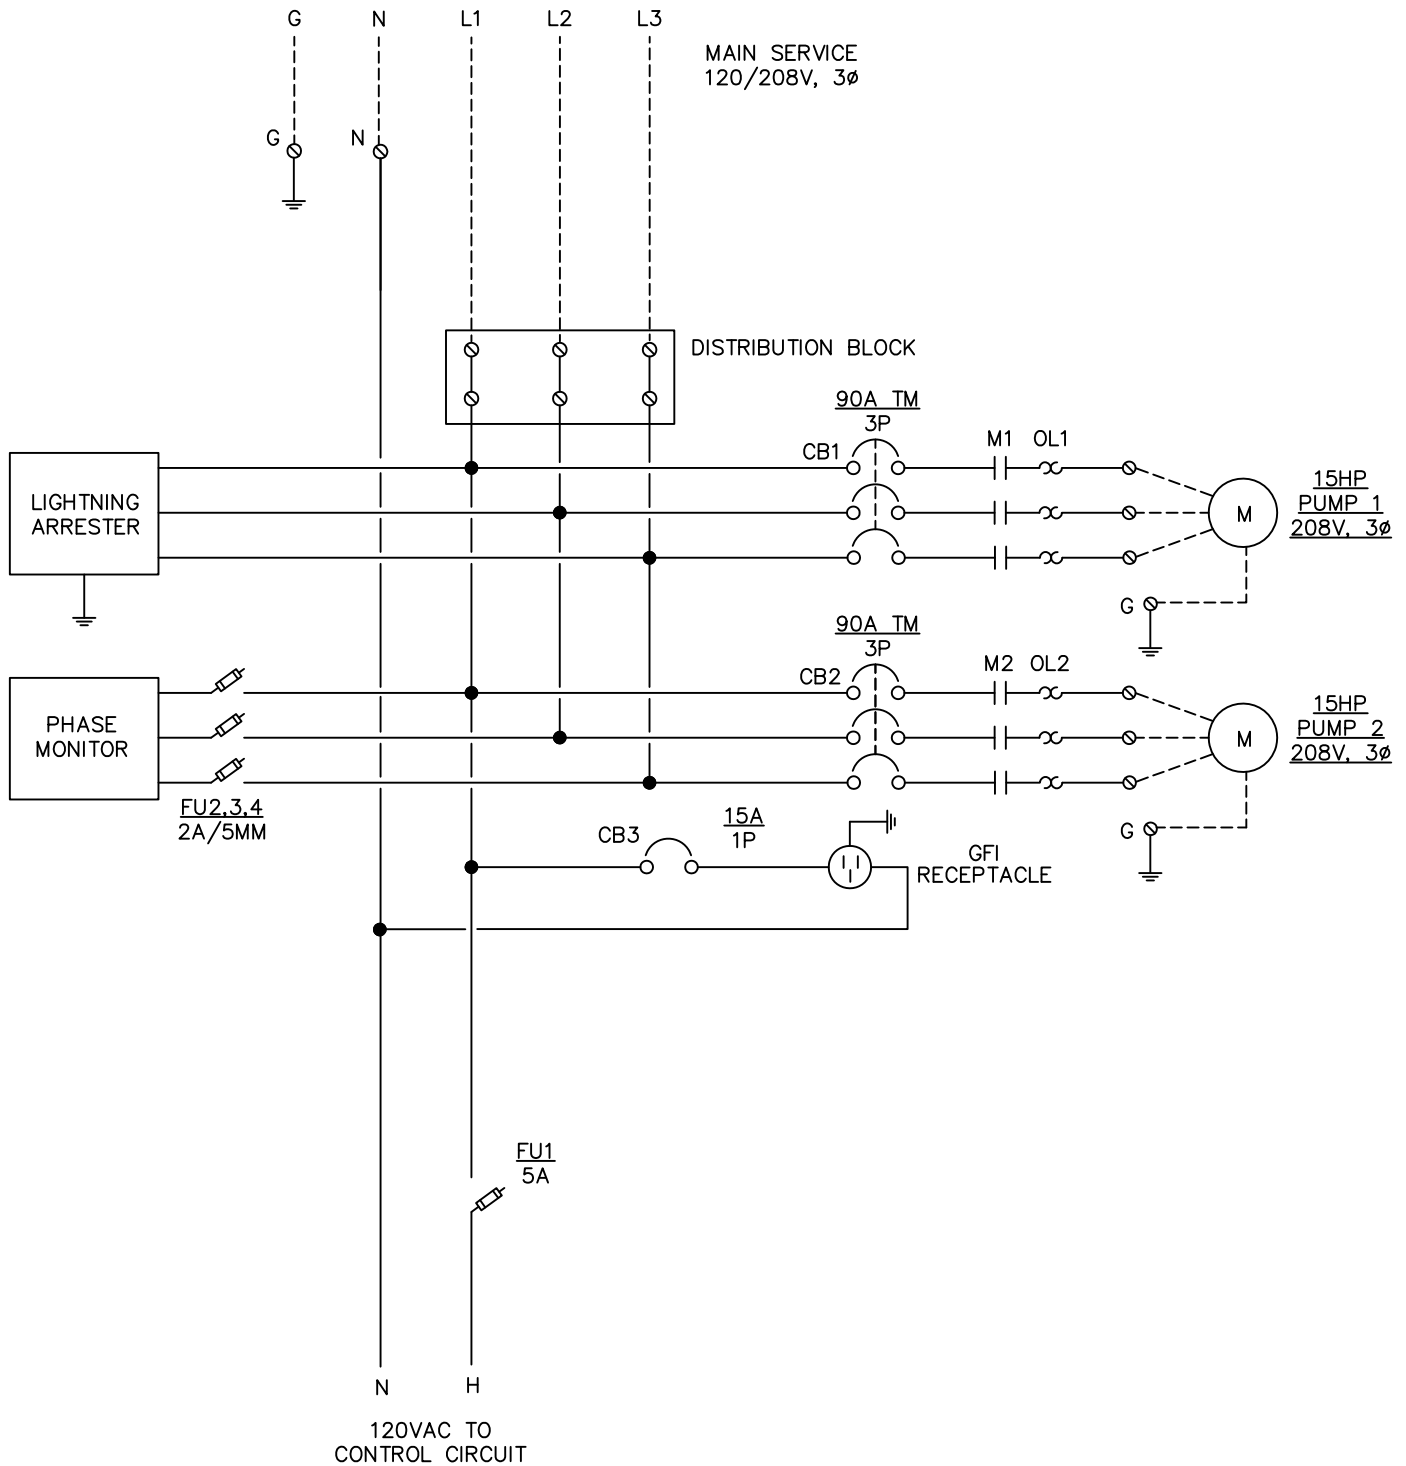 G N L1 L2 L3
MAIN SERVICE
120/208V, 3Ø
G N
DISTRIBUTION BLOCK
90A TM
3P
CB1 M1 OL1
LIGHTNING
ARRESTER
15HP
PUMP 1
208V, 3Ø
M
G
90A TM
3P
CB2 M2 OL2
PHASE
MONITOR
15HP
PUMP 2
208V, 3Ø
M
FU2,3,4
2A/5MM
15A
1P
CB3
G
GFI
RECEPTACLE
FU1
5A
N H
120VAC TO
CONTROL CIRCUIT